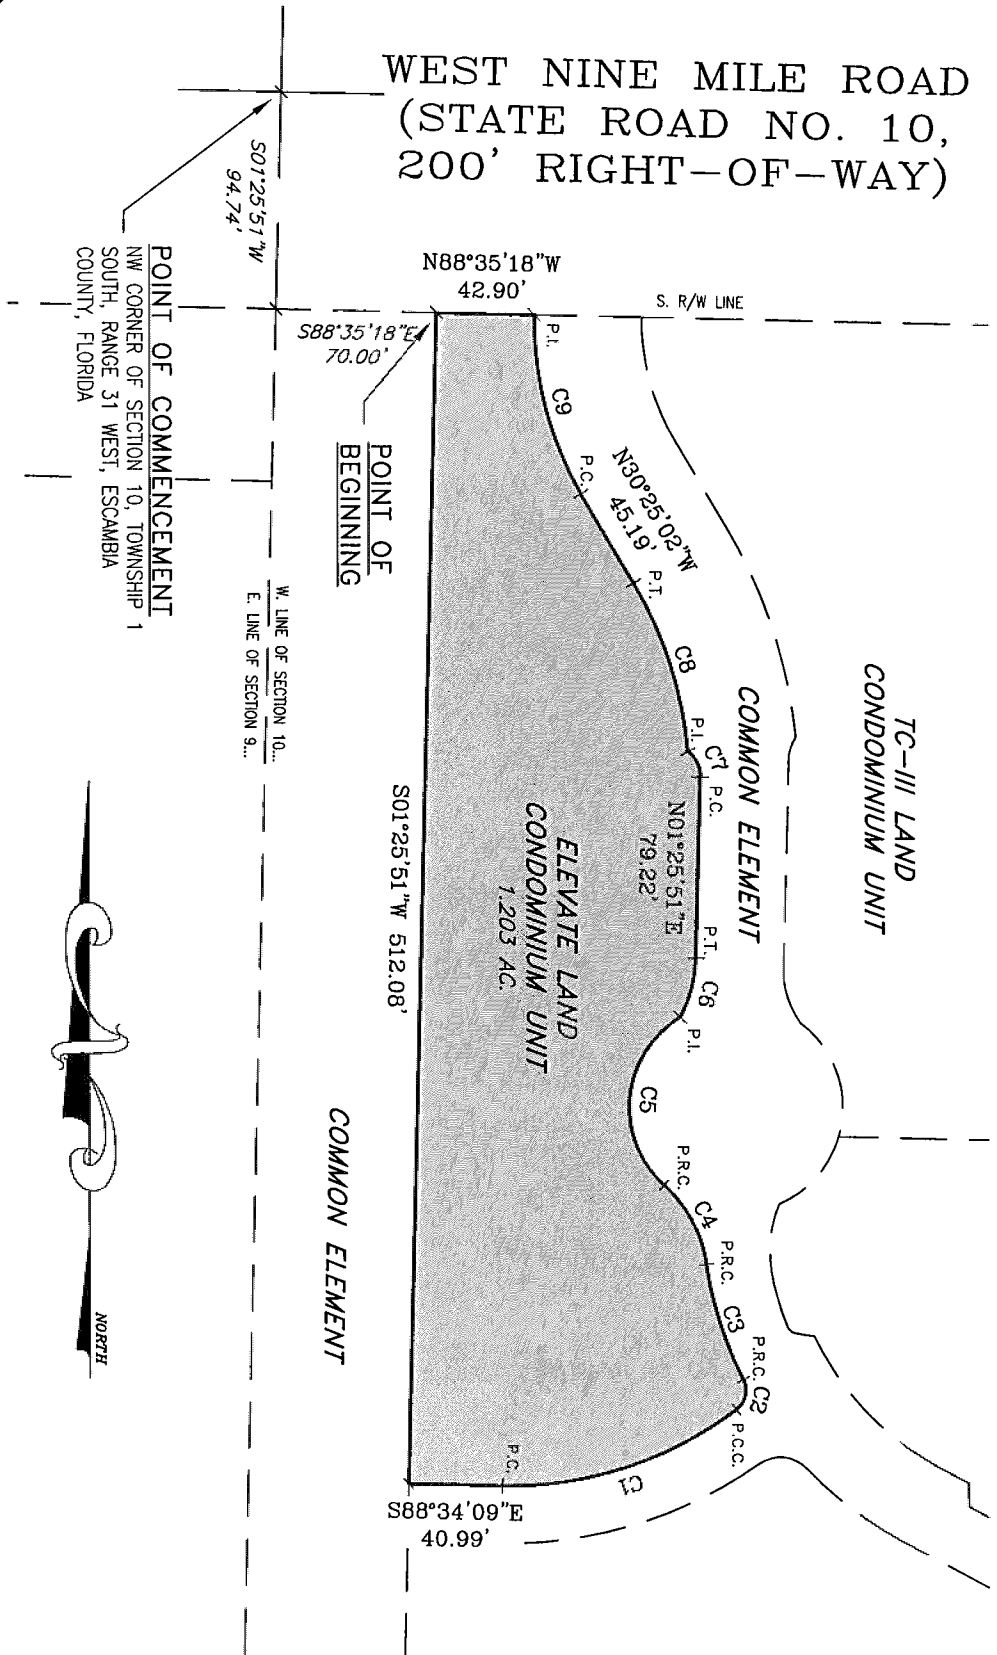 WEST NINE MILE ROAD
(STATE ROAD NO. 10,
200' RIGHT-OF-WAY)
S01°25'51"W
94.74'
POINT OF COMMENCEMENT
NW CORNER OF SECTION 10, TOWNSHIP 1
SOUTH, RANGE 31 WEST, ESCAMBIA
COUNTY, FLORIDA
N88°35'18"W
42.90'
S. R/W LINE
S88°35'18"E
70.00'
POINT OF
BEGINNING
P.I.
C9
P.C.
N30°25'02"W
45.19'
P.T.
C8
P.I.
C7
P.C.
N01°25'51"E
79.22'
P.T.
C6
P.I.
C5
P.R.C.
C4
P.R.C.
C3
P.R.C.
C2
P.C.C.
C1
P.C.
TC-III LAND
CONDOMINIUM UNIT
COMMON ELEMENT
ELEVATE LAND
CONDOMINIUM UNIT
1.203 AC.
W. LINE OF SECTION 10...
E. LINE OF SECTION 9...
S01°25'51"W 512.08'
COMMON ELEMENT
S88°34'09"E
40.99'
NORTH